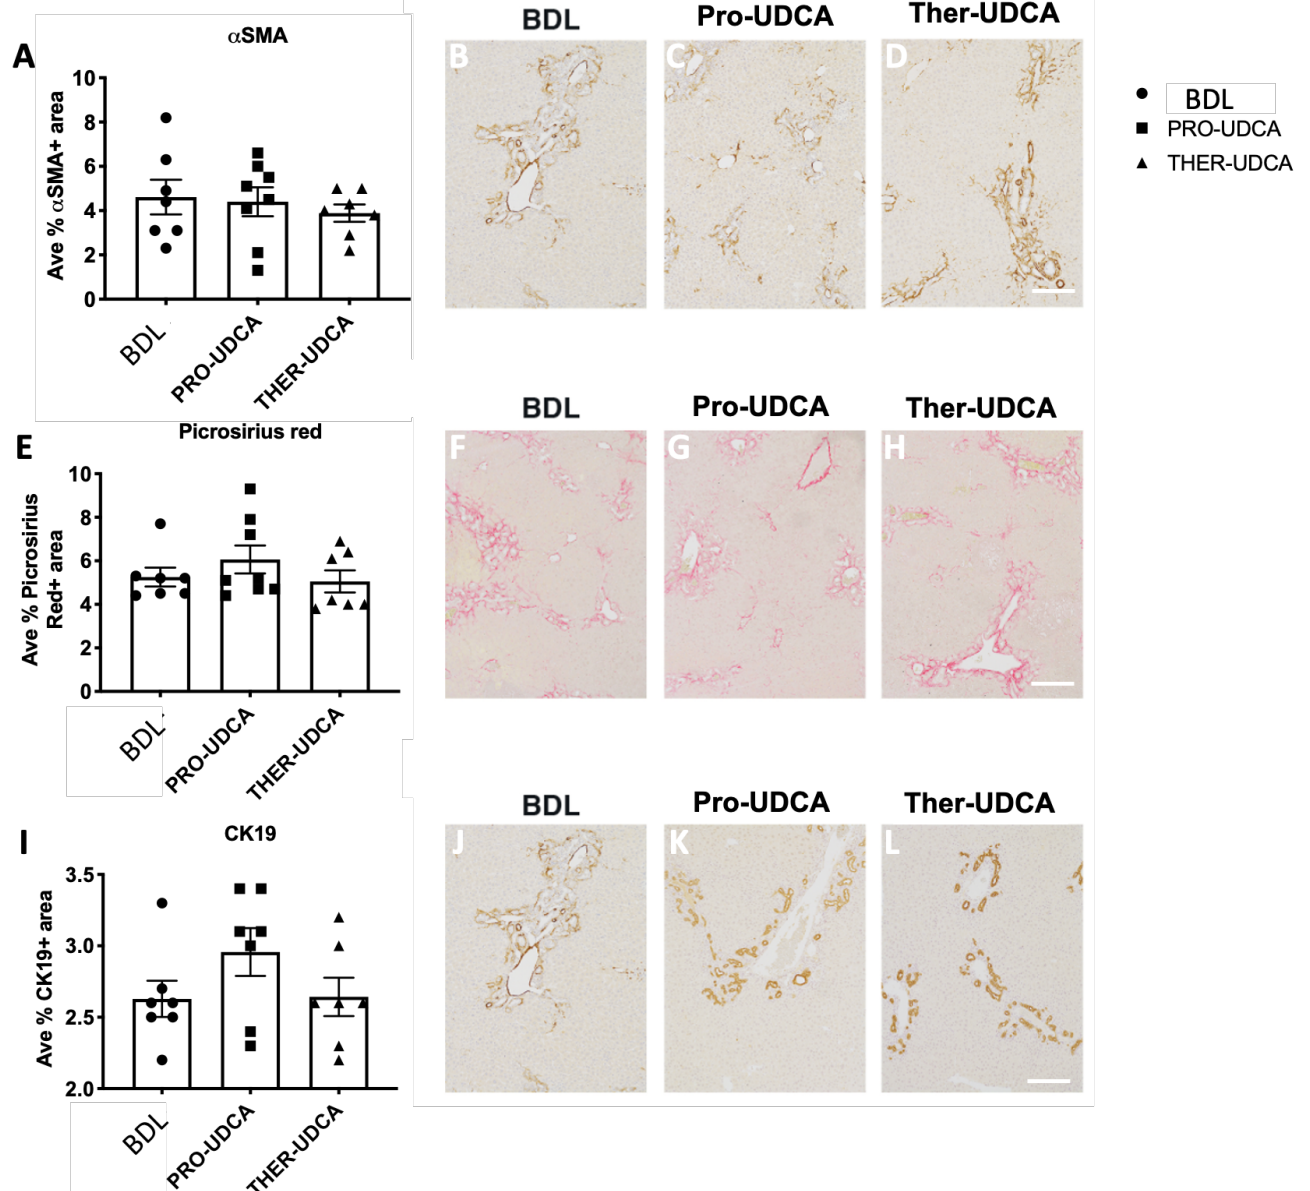 A
αSMA
Ave % αSMA+ area
10
8
6
4
2
0
BDL
PRO-UDCA
THER-UDCA
BDL
Pro-UDCA
Ther-UDCA
B
C
D
BDL
PRO-UDCA
THER-UDCA
E
Picrosirius red
Ave % Picrosirius
Red+ area
10
8
6
4
2
0
BDL
PRO-UDCA
THER-UDCA
BDL
Pro-UDCA
Ther-UDCA
F
G
H
I
CK19
Ave % CK19+ area
3.5
3.0
2.5
2.0
BDL
PRO-UDCA
THER-UDCA
BDL
Pro-UDCA
Ther-UDCA
J
K
L